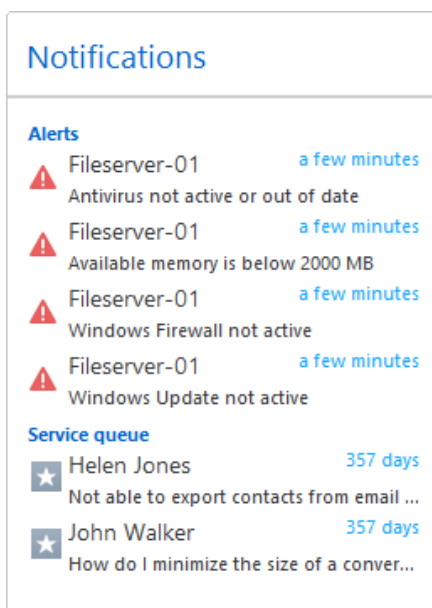 Notifications
Alerts
Fileserver-01 a few minutes
Antivirus not active or out of date
Fileserver-01 a few minutes
Available memory is below 2000 MB
Fileserver-01 a few minutes
Windows Firewall not active
Fileserver-01 a few minutes
Windows Update not active
Service queue
Helen Jones 357 days
Not able to export contacts from email ...
John Walker 357 days
How do I minimize the size of a conver...